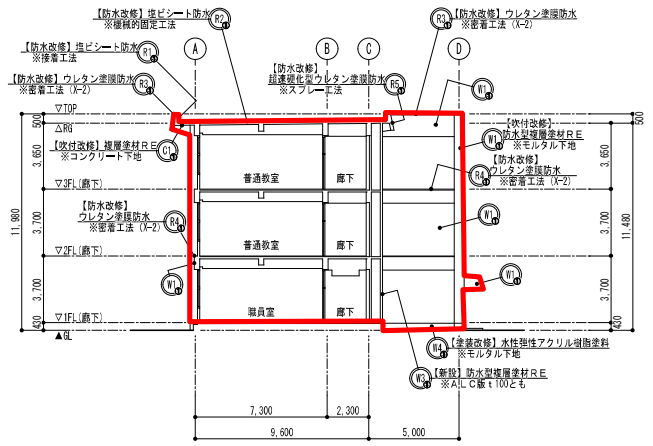 【防水改修】塩ビシート防水
※機械的固定工法
R2
【防水改修】ウレタン塗膜防水
※密着工法 (X-2)
R3
【防水改修】塩ビシート防水
※接着工法
R1
A
B
C
D
【防水改修】
超速硬化型ウレタン塗膜防水
※スプレー工法
R5
【防水改修】ウレタン塗膜防水
※密着工法 (X-2)
R3
W1
▽TOP
△RG
500
500
【吹付改修】複層塗材RE
※コンクリート下地
C1
【吹付改修】
防水型複層塗材RE
※モルタル下地
W1
3,650
3,650
【防水改修】
ウレタン塗膜防水
※密着工法 (X-2)
R4
普通教室
廊下
▽3FL(廊下)
【防水改修】
ウレタン塗膜防水
※密着工法 (X-2)
R4
W1
11,980
3,700
3,700
11,480
普通教室
廊下
▽2FL(廊下)
W1
W1
3,700
3,700
職員室
廊下
▽1FL(廊下)
430
430
▲GL
【塗装改修】水性弾性アクリル樹脂塗料
※モルタル下地
W4
【新設】防水型複層塗材RE
※ALC版t100とも
W3
7,300
2,300
9,600
5,000